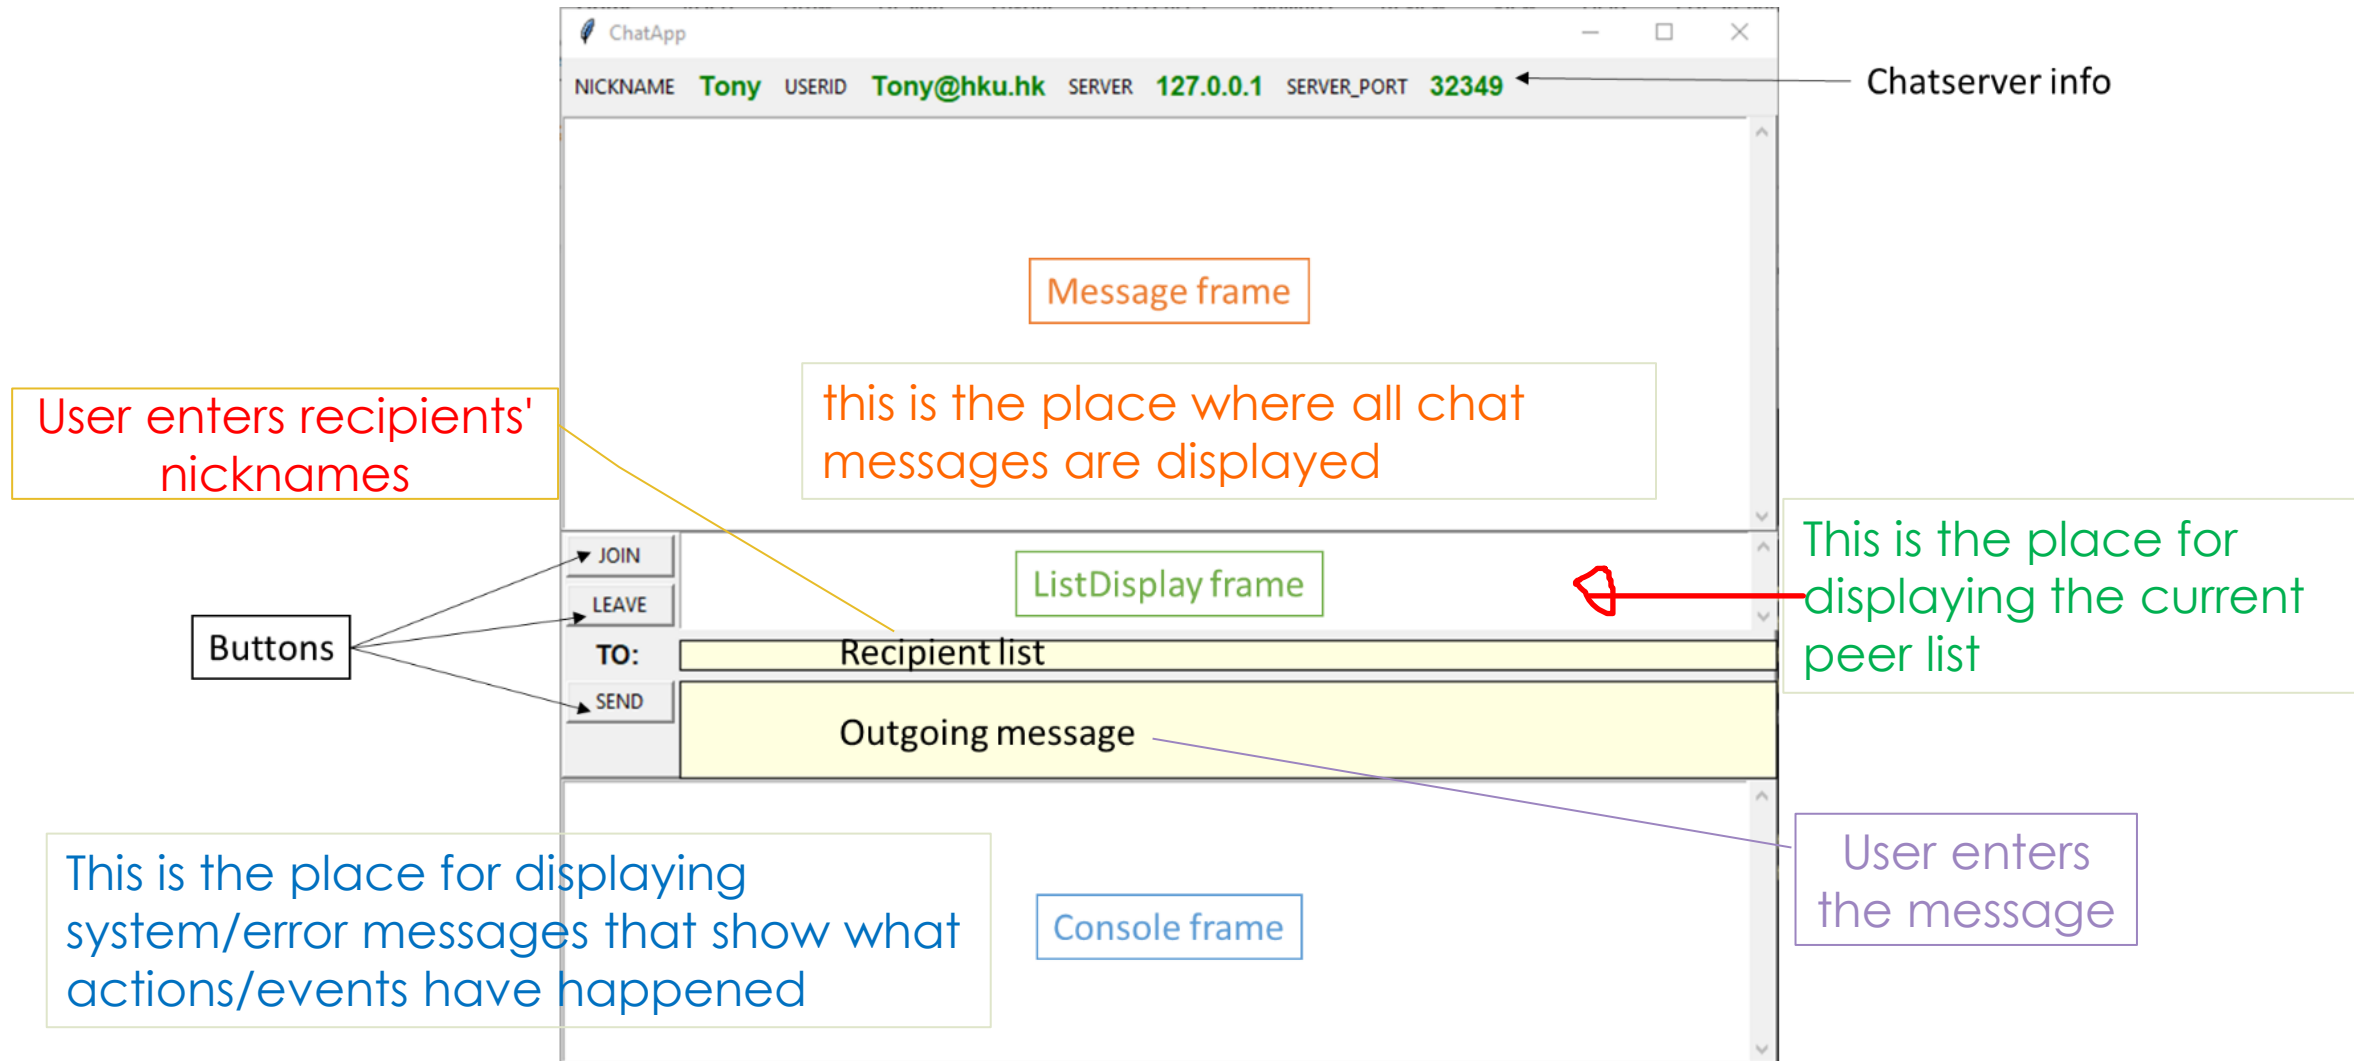 ChatApp
NICKNAME Tony USERID Tony@hku.hk SERVER 127.0.0.1 SERVER_PORT 32349
Chatserver info
Message frame
this is the place where all chat
messages are displayed
User enters recipients'
nicknames
JOIN
LEAVE
ListDisplay frame
This is the place for
displaying the current
peer list
Buttons
TO:
Recipient list
SEND
Outgoing message
User enters
the message
This is the place for displaying
system/error messages that show what
actions/events have happened
Console frame